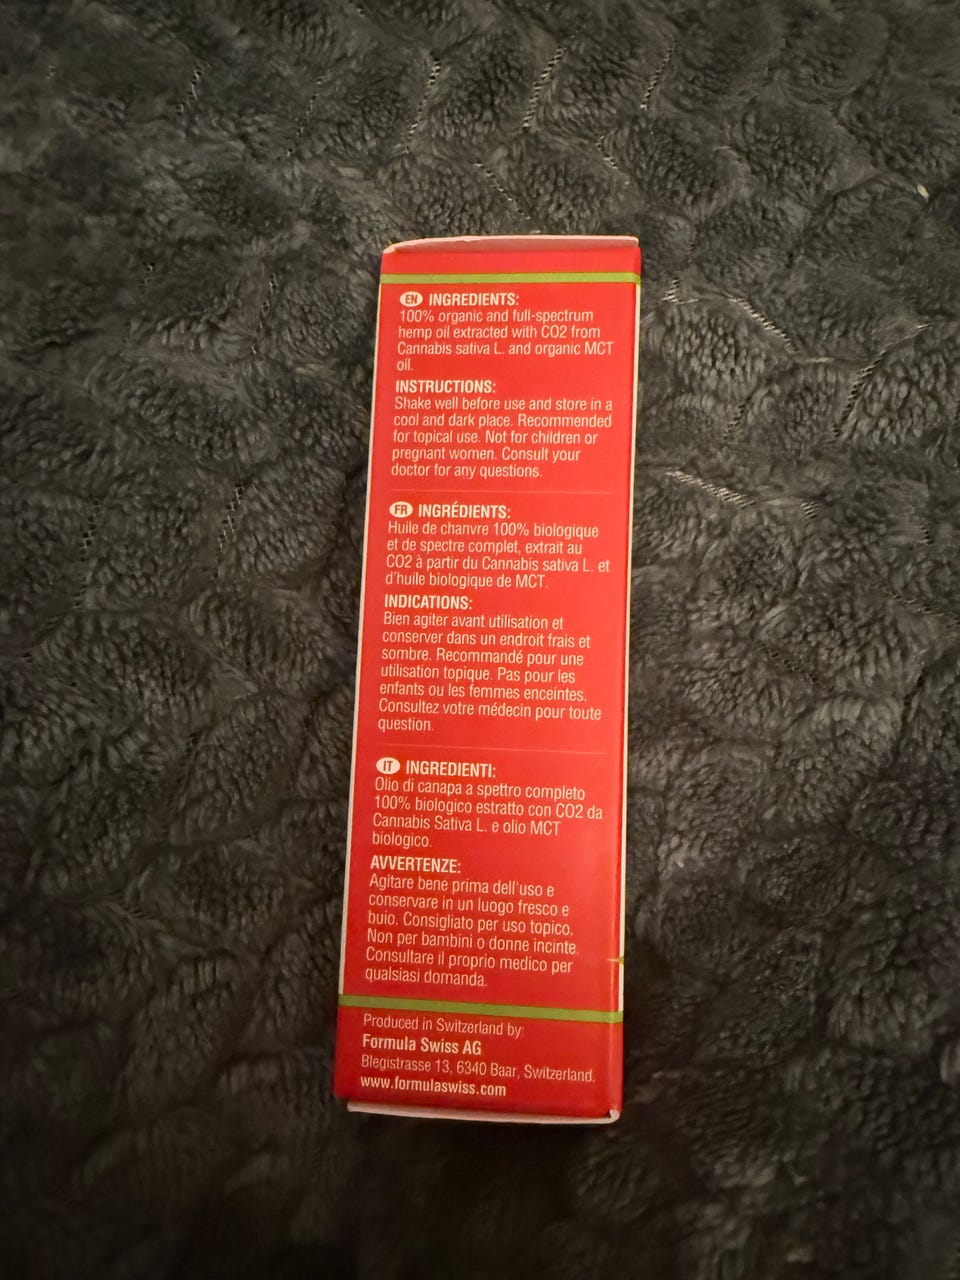 EN INGREDIENTS:
100% organic and full-spectrum
hemp oil extracted with CO2 from
Cannabis sativa L. and organic MCT
oil.
INSTRUCTIONS:
Shake well before use and store in a
cool and dark place. Recommended
for topical use. Not for children or
pregnant women. Consult your
doctor for any questions.
FR INGRÉDIENTS:
Huile de chanvre 100% biologique
et de spectre complet, extrait au
CO2 à partir du Cannabis sativa L. et
d'huile biologique de MCT.
INDICATIONS:
Bien agiter avant utilisation et
conserver dans un endroit frais et
sombre. Recommandé pour une
utilisation topique. Pas pour les
enfants ou les femmes enceintes.
Consultez votre médecin pour toute
question.
IT INGREDIENTI:
Olio di canapa a spettro completo
100% biologico estratto con CO2 da
Cannabis Sativa L. e olio MCT
biologico.
AVVERTENZE:
Agitare bene prima dell'uso e
conservare in un luogo fresco e
buio. Consigliato per uso topico.
Non per bambini o donne incinte.
Consultare il proprio medico per
qualsiasi domanda.
Produced in Switzerland by:
Formula Swiss AG
Blegistrasse 13, 6340 Baar, Switzerland.
www.formulaswiss.com